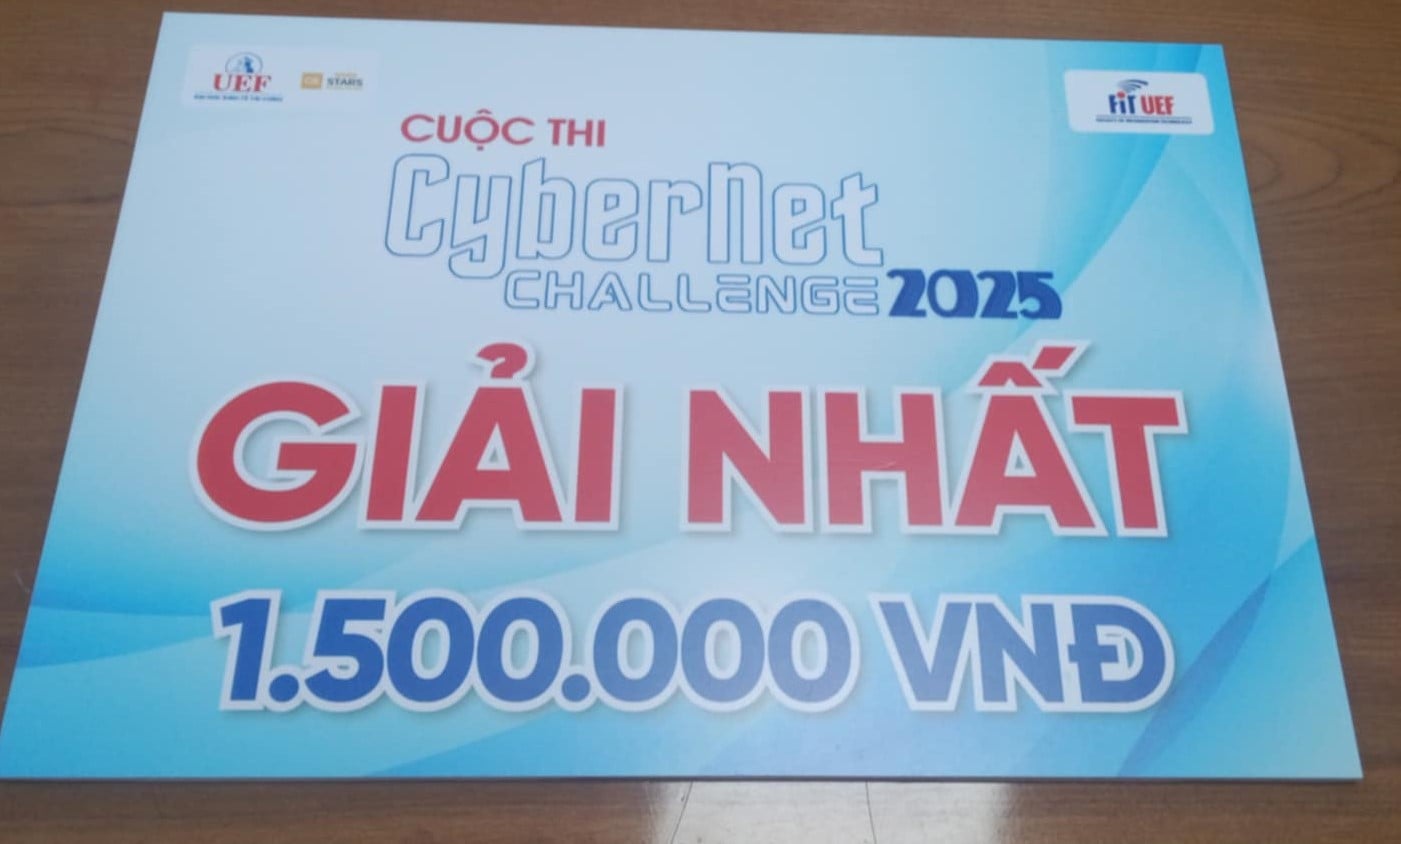 UEF
STARS
FiT UEF
CUỘC THI
CyberNet
CHALLENGE 2025
GIẢI NHẤT
1.500.000 VNĐ